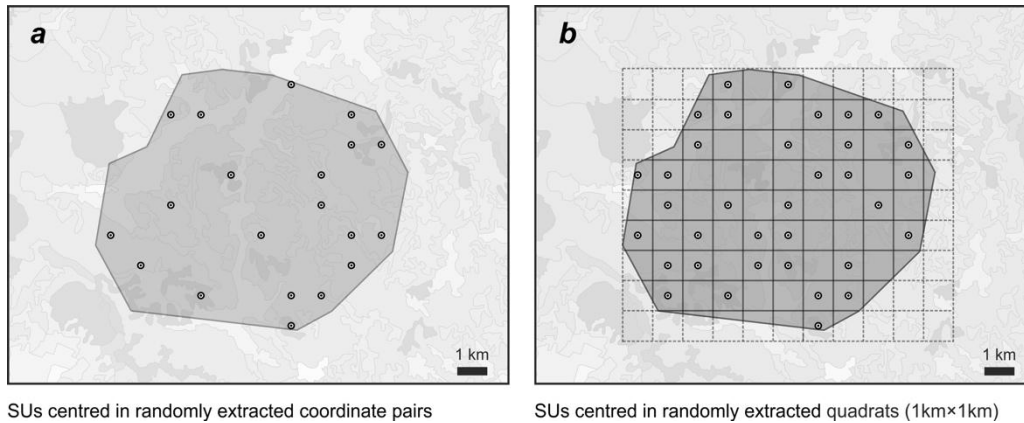 a
b
1 km
1 km
SUs centred in randomly extracted coordinate pairs
SUs centred in randomly extracted quadrats (1km×1km)